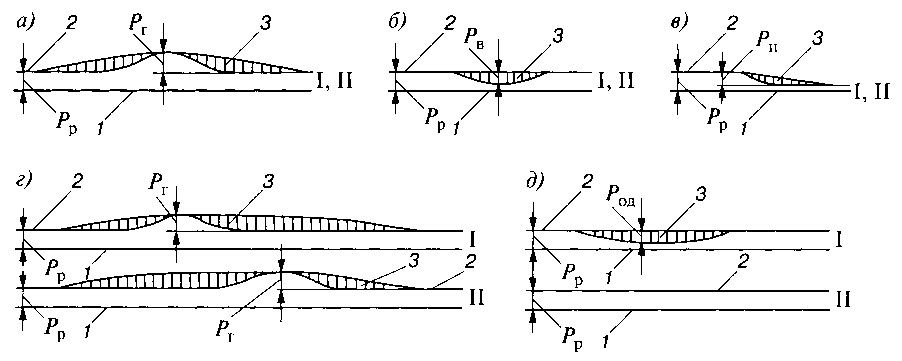 а) 2 Pг 3
Pр 1 I, II
б) 2 Pв 3
Pр 1 I, II
в) 2 Pи 3
Pр 1 I, II
г) 2 Pг 3
Pр 1 I
3 2
Pр 1 Pг II
д) 2 Pод 3
Pр 1 I
2
Pр 1 II